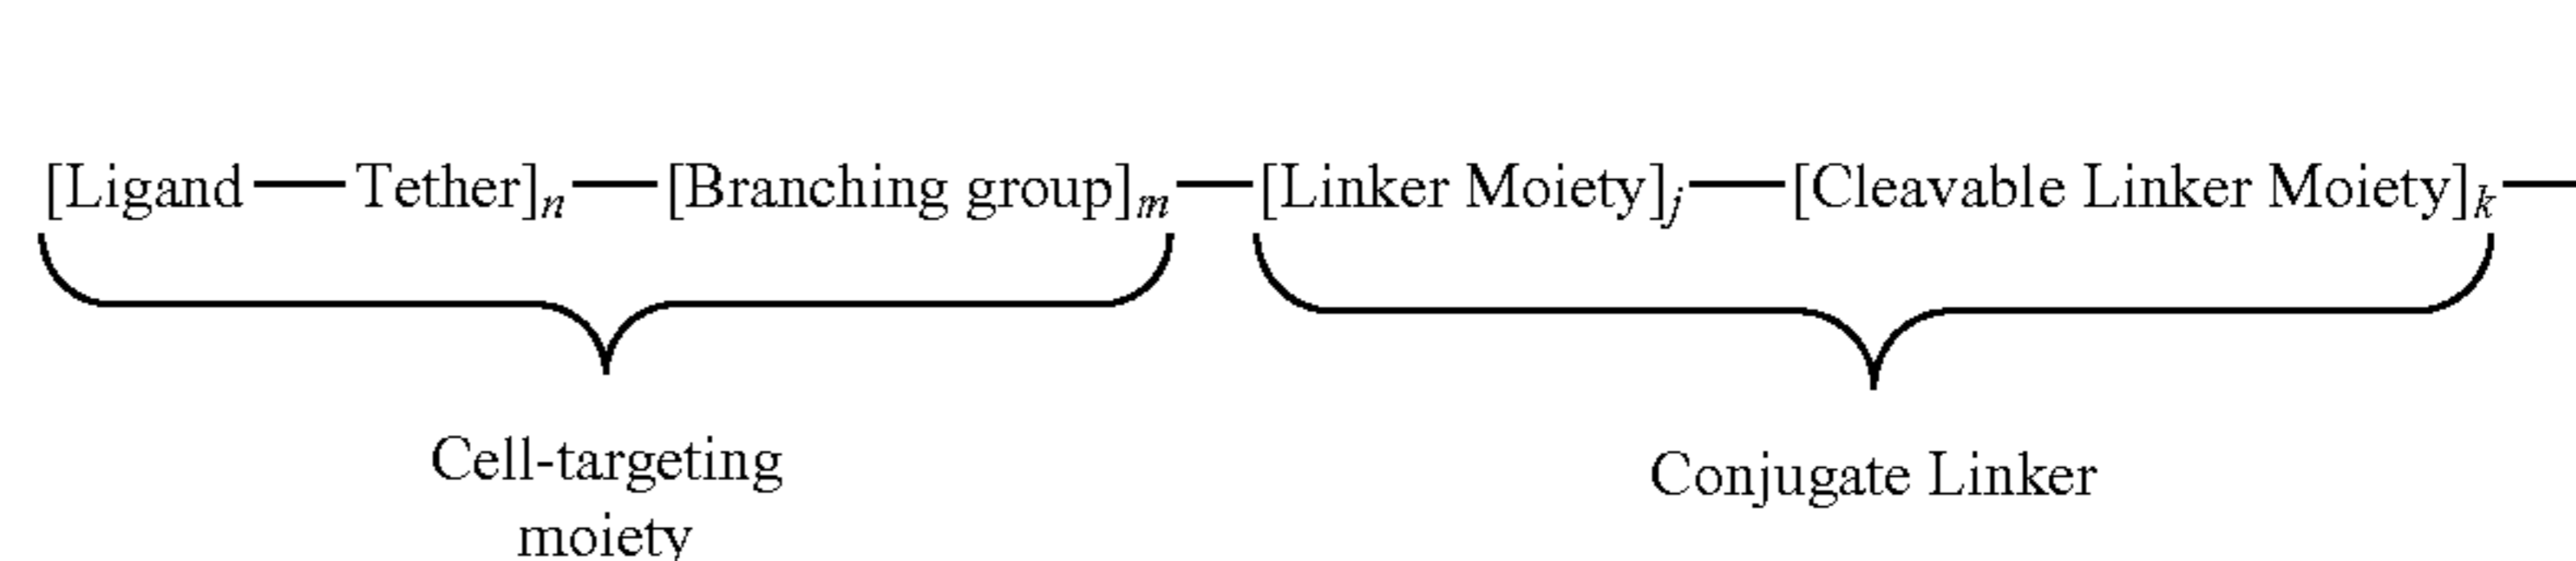 [Ligand — Tether]n — [Branching group]m — [Linker Moiety]j — [Cleavable Linker Moiety]k —
Cell-targeting
moiety
Conjugate Linker